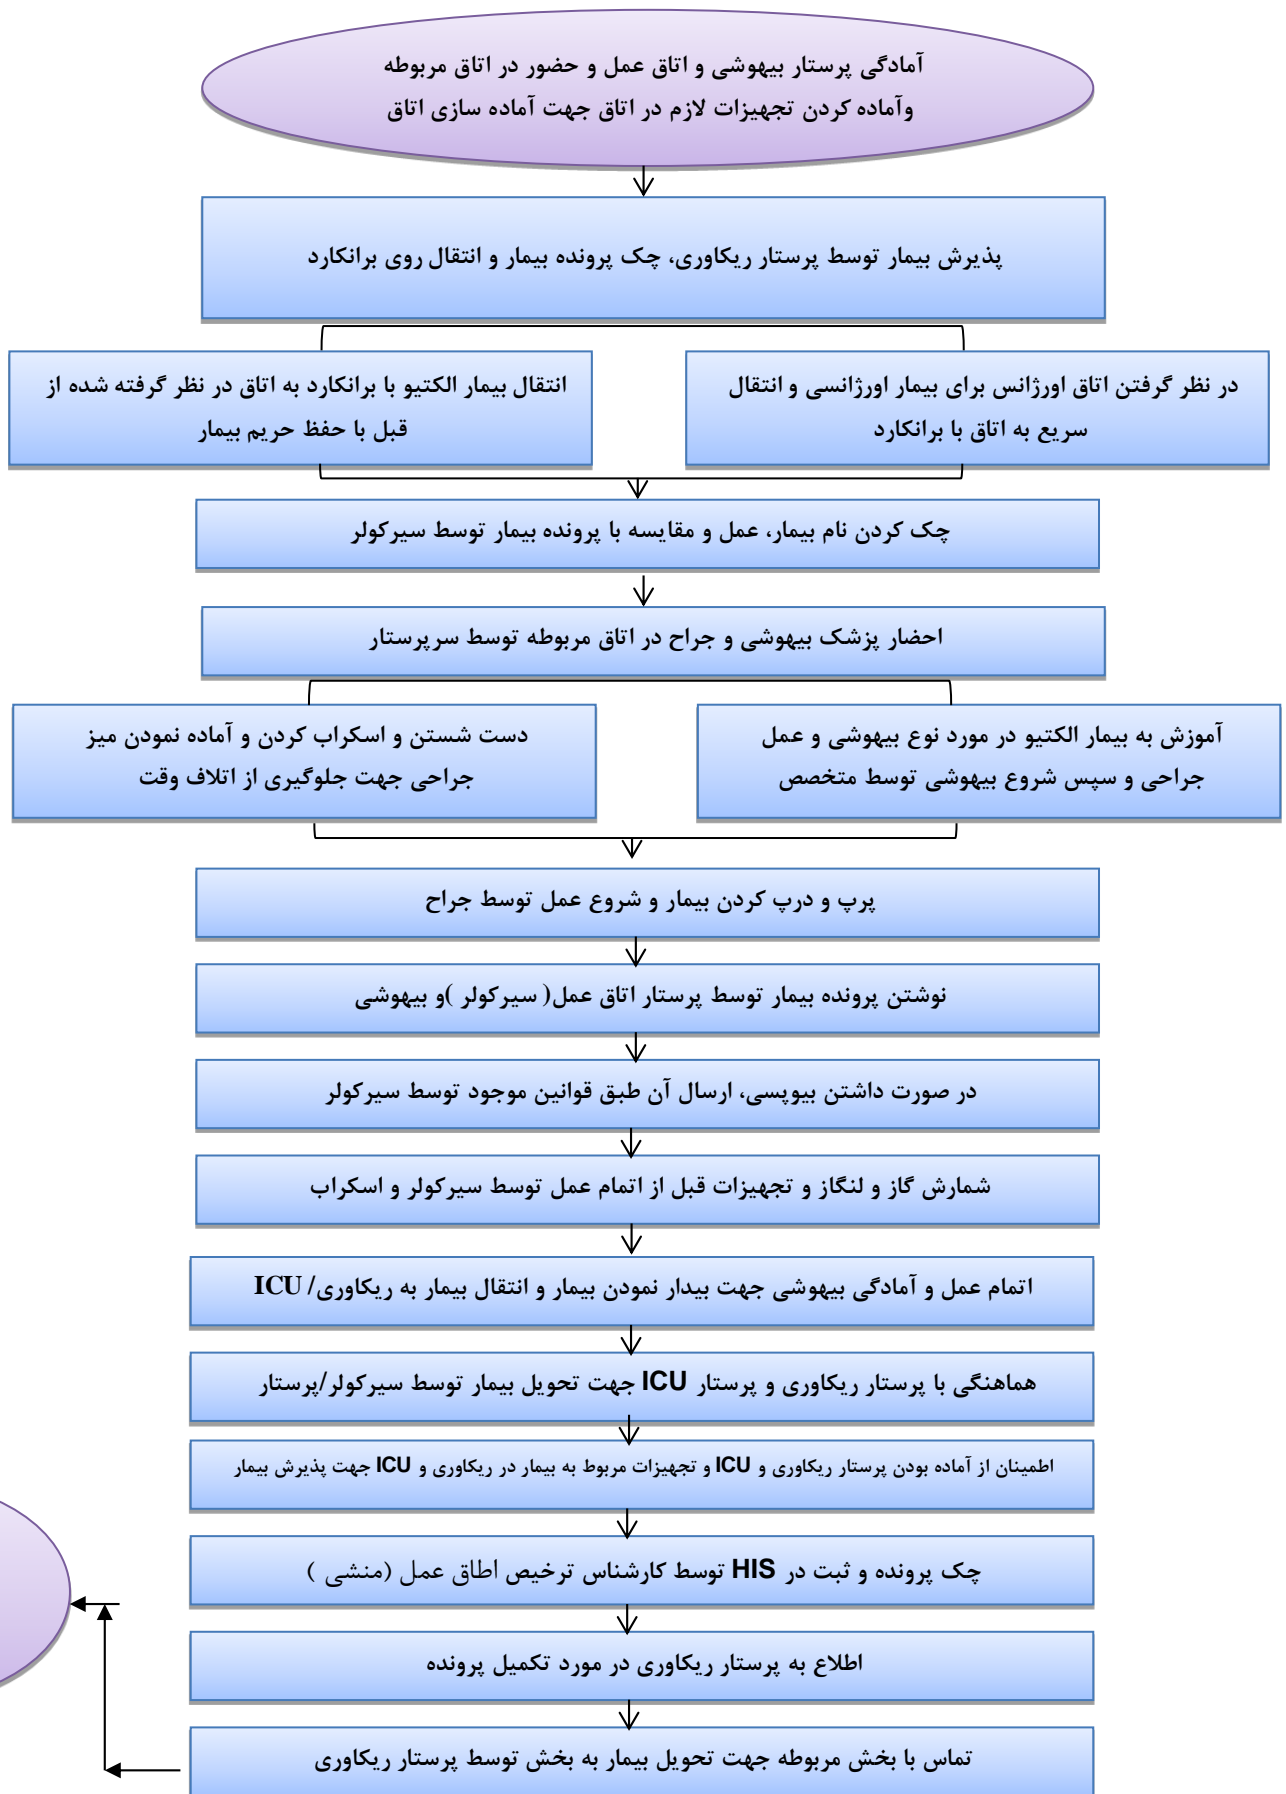 آمادگی پرستار بیهوشی و اتاق عمل و حضور در اتاق مربوطه
وآماده کردن تجهیزات لازم در اتاق جهت آماده سازی اتاق
پذیرش بیمار توسط پرستار ریکاوری، چک پرونده بیمار و انتقال روی برانکارد
در نظر گرفتن اتاق اورژانس برای بیمار اورژانسی و انتقال
سریع به اتاق با برانکارد
انتقال بیمار الکتیو با برانکارد به اتاق در نظر گرفته شده از
قبل با حفظ حریم بیمار
چک کردن نام بیمار، عمل و مقایسه با پرونده بیمار توسط سیرکولر
احضار پزشک بیهوشی و جراح در اتاق مربوطه توسط سرپرستار
آموزش به بیمار الکتیو در مورد نوع بیهوشی و عمل
جراحی و سپس شروع بیهوشی توسط متخصص
دست شستن و اسکراب کردن و آماده نمودن میز
جراحی جهت جلوگیری از اتلاف وقت
پرپ و درپ کردن بیمار و شروع عمل توسط جراح
نوشتن پرونده بیمار توسط پرستار اتاق عمل( سیرکولر )و بیهوشی
در صورت داشتن بیوپسی، ارسال آن طبق قوانین موجود توسط سیرکولر
شمارش گاز و لنگاز و تجهیزات قبل از اتمام عمل توسط سیرکولر و اسکراب
اتمام عمل و آمادگی بیهوشی جهت بیدار نمودن بیمار و انتقال بیمار به ریکاوری/ ICU
هماهنگی با پرستار ریکاوری و پرستار ICU جهت تحویل بیمار توسط سیرکولر/پرستار
اطمینان از آماده بودن پرستار ریکاوری و ICU و تجهیزات مربوط به بیمار در ریکاوری و ICU جهت پذیرش بیمار
چک پرونده و ثبت در HIS توسط کارشناس ترخیص اطاق عمل (منشی )
اطلاع به پرستار ریکاوری در مورد تکمیل پرونده
تماس با بخش مربوطه جهت تحویل بیمار به بخش توسط پرستار ریکاوری